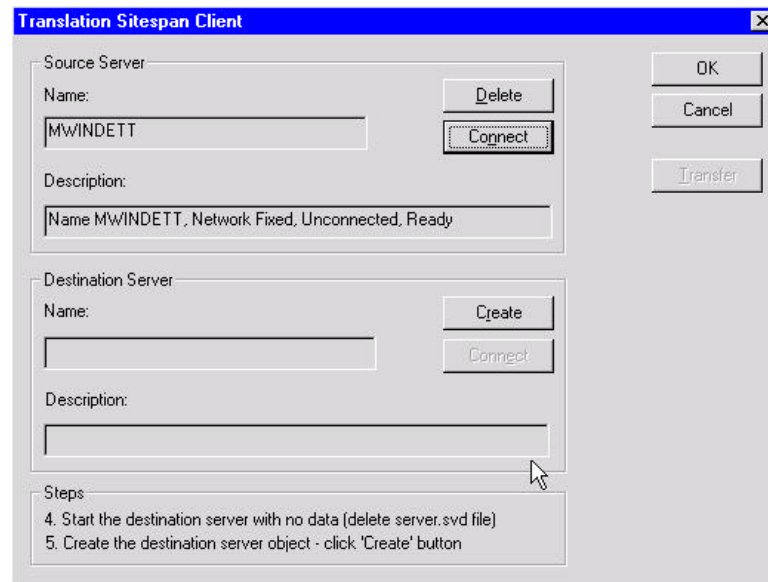 Translation Sitespan Client
Source Server
Name:
Delete
MWINDETT
Connect
Description:
Name MWINDETT, Network Fixed, Unconnected, Ready
OK
Cancel
Transfer
Destination Server
Name:
Create
Connect
Description:
Steps
4. Start the destination server with no data (delete server.svd file)
5. Create the destination server object - click 'Create' button